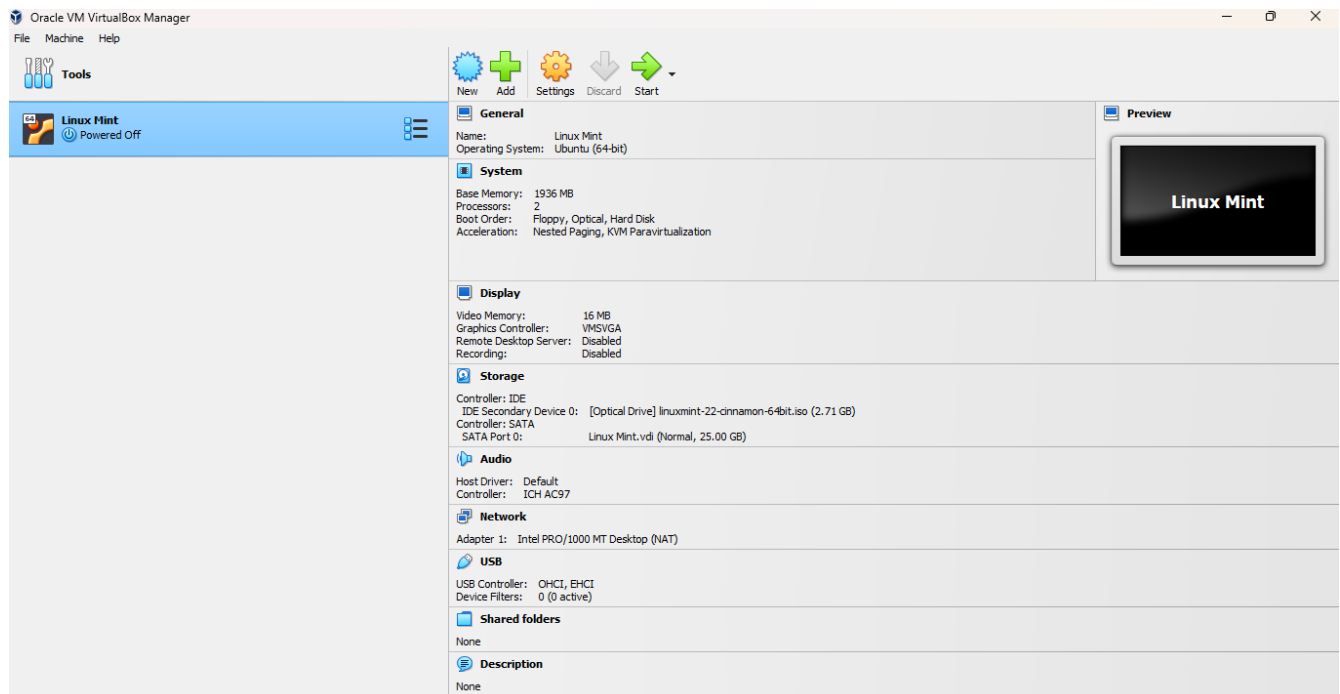 Oracle VM VirtualBox Manager
File Machine Help
Tools
New Add Settings Discard Start
64 Linux Mint
Powered Off
General
Name: Linux Mint
Operating System: Ubuntu (64-bit)
System
Base Memory: 1936 MB
Processors: 2
Boot Order: Floppy, Optical, Hard Disk
Acceleration: Nested Paging, KVM Paravirtualization
Preview
Linux Mint
Display
Video Memory: 16 MB
Graphics Controller: VMSVGA
Remote Desktop Server: Disabled
Recording: Disabled
Storage
Controller: IDE
IDE Secondary Device 0: [Optical Drive] linuxmint-22-cinnamon-64bit.iso (2.71 GB)
Controller: SATA
SATA Port 0: Linux Mint.vdi (Normal, 25.00 GB)
Audio
Host Driver: Default
Controller: ICH AC97
Network
Adapter 1: Intel PRO/1000 MT Desktop (NAT)
USB
USB Controller: OHCI, EHCI
Device Filters: 0 (0 active)
Shared folders
None
Description
None